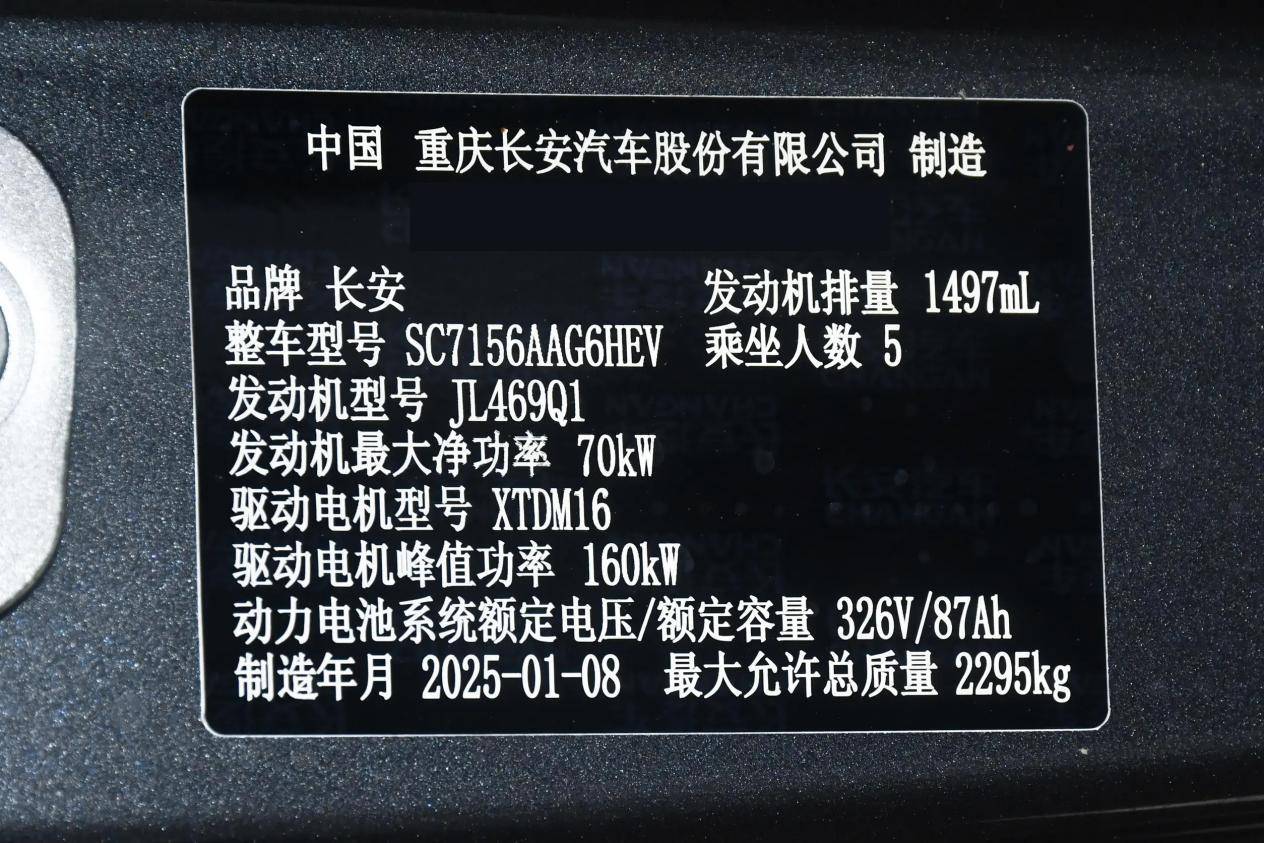 中国 重庆长安汽车股份有限公司 制造
品牌 长安 发动机排量 1497mL
整车型号 SC7156AAG6HEV 乘坐人数 5
发动机型号 JL469Q1
发动机最大净功率 70kW
驱动电机型号 XTDM16
驱动电机峰值功率 160kW
动力电池系统额定电压/额定容量 326V/87Ah
制造年月 2025-01-08 最大允许总质量 2295kg